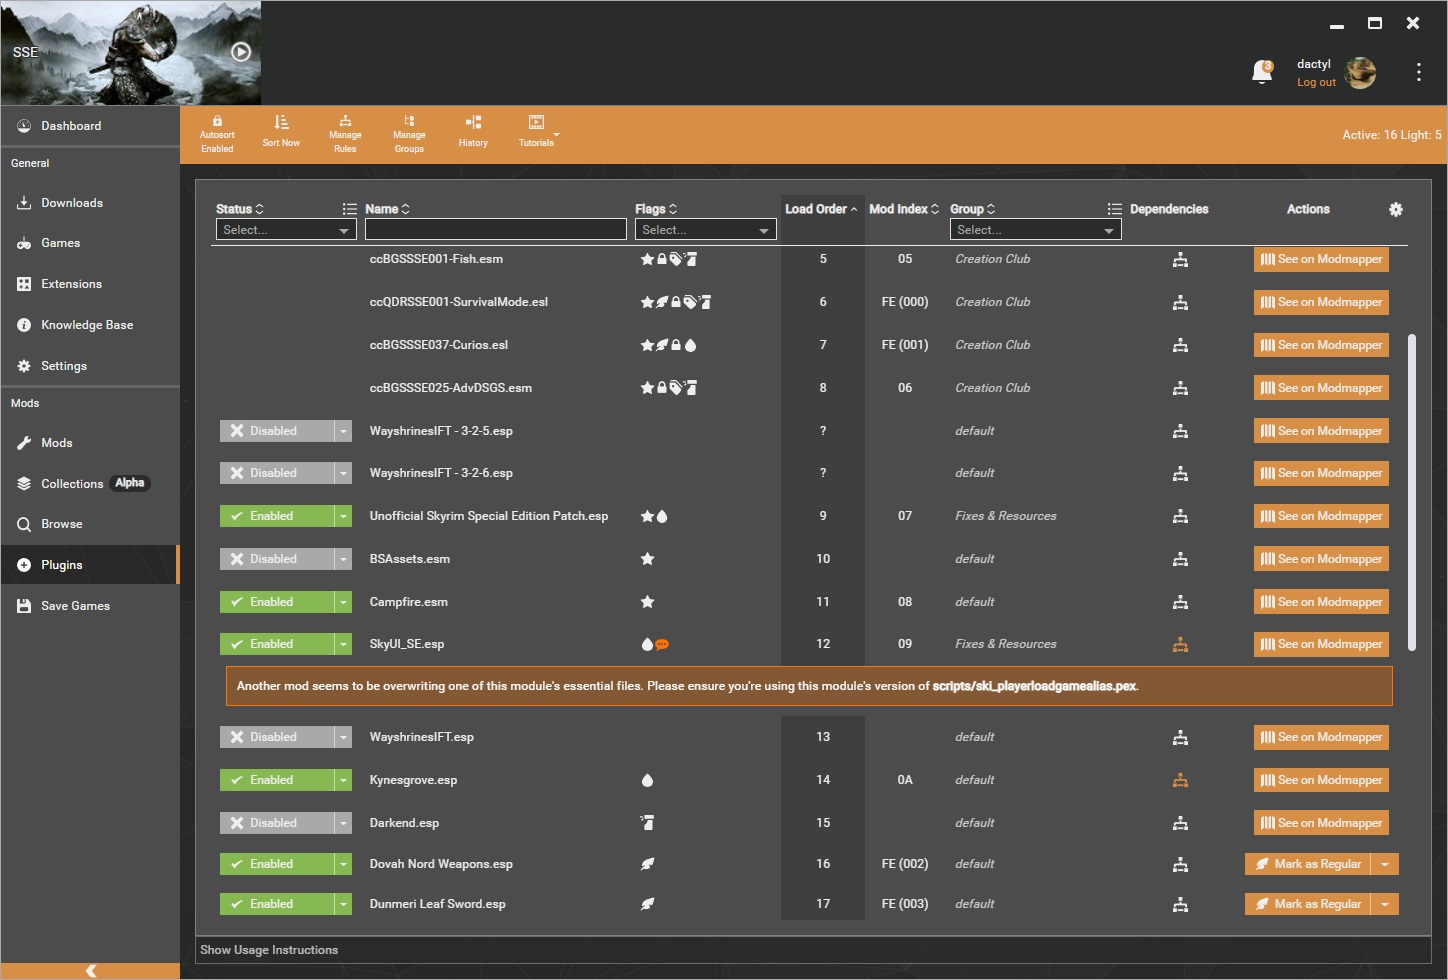 SSE
3
dactyl
Log out
Dashboard
General
Downloads
Games
Extensions
Knowledge Base
Settings
Mods
Mods
Collections Alpha
Browse
Plugins
Save Games
Autosort Enabled
Sort Now
Manage Rules
Manage Groups
History
Tutorials
Active: 16 Light: 5
Status Name Flags Load Order Mod Index Group Dependencies Actions
Select... Select... Select...
ccBGSSSE001-Fish.esm 5 05 Creation Club See on Modmapper
ccQDRSSE001-SurvivalMode.esl 6 FE (000) Creation Club See on Modmapper
ccBGSSSE037-Curios.esl 7 FE (001) Creation Club See on Modmapper
ccBGSSSE025-AdvDSGS.esm 8 06 Creation Club See on Modmapper
Disabled WayshrinesIFT - 3-2-5.esp ? default See on Modmapper
Disabled WayshrinesIFT - 3-2-6.esp ? default See on Modmapper
Enabled Unofficial Skyrim Special Edition Patch.esp 9 07 Fixes & Resources See on Modmapper
Disabled BSAssets.esm 10 default See on Modmapper
Enabled Campfire.esm 11 08 default See on Modmapper
Enabled SkyUI_SE.esp 12 09 Fixes & Resources See on Modmapper
Another mod seems to be overwriting one of this module's essential files. Please ensure you're using this module's version of scripts/ski_playerloadgamealias.pex.
Disabled WayshrinesIFT.esp 13 default See on Modmapper
Enabled Kynesgrove.esp 14 0A default See on Modmapper
Disabled Darkend.esp 15 default See on Modmapper
Enabled Dovah Nord Weapons.esp 16 FE (002) default Mark as Regular
Enabled Dunmeri Leaf Sword.esp 17 FE (003) default Mark as Regular
Show Usage Instructions